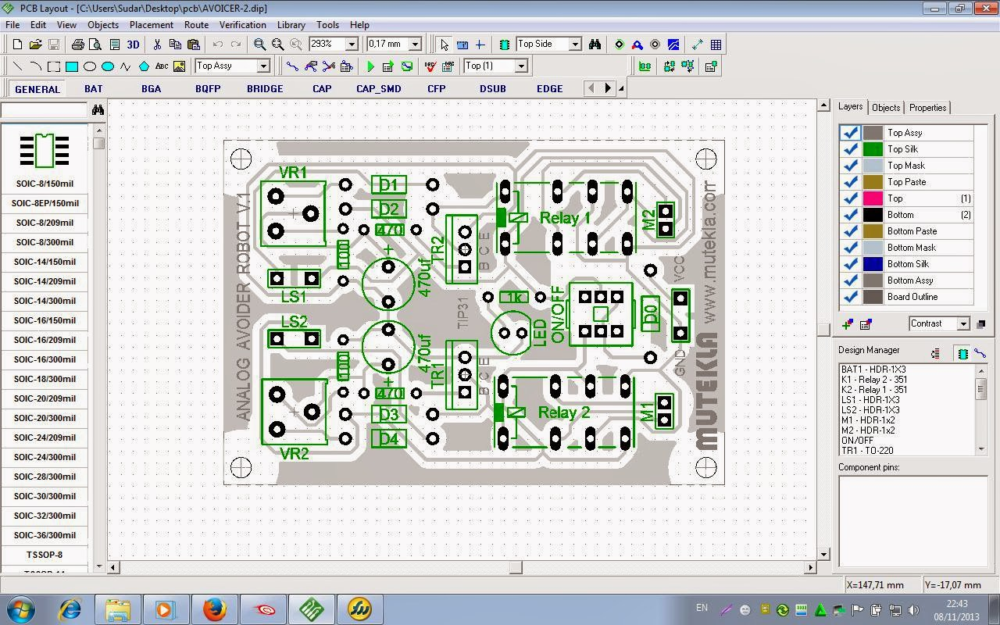 PCB Layout - [C:\Users\Sudar\Desktop\pcb\AVOICER-2.dip]
File Edit View Objects Placement Route Verification Library Tools Help
3D 293% 0,17 mm Top Side
Abc Top Assy DRC Top (1)
GENERAL BAT BGA BQFP BRIDGE CAP CAP_SMD CFP DSUB EDGE
SOIC-8/150mil
SOIC-8EP/150mil
SOIC-8/209mil
SOIC-8/300mil
SOIC-14/150mil
SOIC-14/209mil
SOIC-14/300mil
SOIC-16/150mil
SOIC-16/209mil
SOIC-16/300mil
SOIC-18/300mil
SOIC-20/209mil
SOIC-20/300mil
SOIC-24/209mil
SOIC-24/300mil
SOIC-28/300mil
SOIC-30/300mil
SOIC-32/300mil
SOIC-36/300mil
TSSOP-8
ANALOG AVOIDER ROBOT V.1
VR1
D1
D2
470
100
+
470uf
LS1
LS2
TR2
B C E
TIP31
Relay 1
M2
VCC
1k
LED
ON/OFF
D0
GND
www.mutekla.com
MUTEKLA
100
470uf
+
470
TR1
B C E
D3
D4
VR2
Relay 2
M1
Layers Objects Properties
Top Assy
Top Silk
Top Mask
Top Paste
Top (1)
Bottom (2)
Bottom Paste
Bottom Mask
Bottom Silk
Bottom Assy
Board Outline
Contrast
Design Manager
BAT1 - HDR-1X3
K1 - Relay 2 - 351
K2 - Relay 1 - 351
LS1 - HDR-1X3
LS2 - HDR-1X3
M1 - HDR-1x2
M2 - HDR-1x2
ON/OFF
TR1 - TO-220
Component pins:
X=147,71 mm Y=-17,07 mm
EN
22:43
08/11/2013